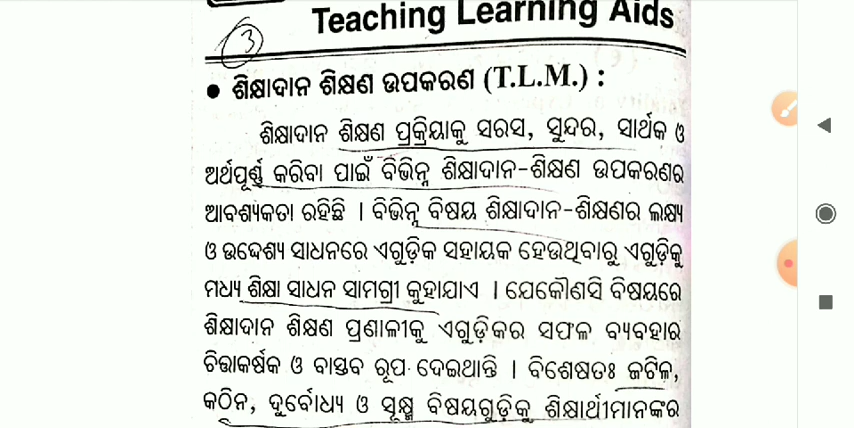 Teaching Learning Aids
3
• ଶିକ୍ଷାଦାନ ଶିକ୍ଷଣ ଉପକରଣ (T.L.M.) :
ଶିକ୍ଷାଦାନ ଶିକ୍ଷଣ ପ୍ରକ୍ରିୟାକୁ ସରସ, ସୁନ୍ଦର, ସାର୍ଥକ ଓ
ଅର୍ଥପୂର୍ଣ୍ଣ କରିବା ପାଇଁ ବିଭିନ୍ନ ଶିକ୍ଷାଦାନ-ଶିକ୍ଷଣ ଉପକରଣର
ଆବଶ୍ୟକତା ରହିଛି । ବିଭିନ୍ନ ବିଷୟ ଶିକ୍ଷାଦାନ-ଶିକ୍ଷଣର ଲକ୍ଷ୍ୟ
ଓ ଉଦ୍ଦେଶ୍ୟ ସାଧନରେ ଏଗୁଡ଼ିକ ସହାୟକ ହେଉଥିବାରୁ ଏଗୁଡ଼ିକୁ
ମଧ୍ୟ ଶିକ୍ଷା ସାଧନ ସାମଗ୍ରୀ କୁହାଯାଏ । ଯେକୌଣସି ବିଷୟରେ
ଶିକ୍ଷାଦାନ ଶିକ୍ଷଣ ପ୍ରଣାଳୀକୁ ଏଗୁଡ଼ିକର ସଫଳ ବ୍ୟବହାର
ଚିତ୍ତାକର୍ଷକ ଓ ବାସ୍ତବ ରୂପ ଦେଇଥାନ୍ତି । ବିଶେଷତଃ ଜଟିଳ,
କଠିନ, ଦୁର୍ବୋଧ୍ୟ ଓ ସୂକ୍ଷ୍ମ ବିଷୟଗୁଡ଼ିକୁ ଶିକ୍ଷାର୍ଥୀମାନଙ୍କର